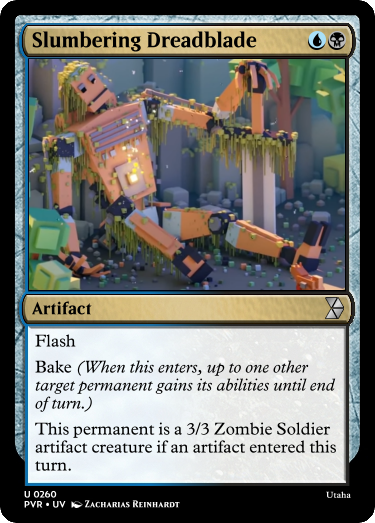 Slumbering Dreadblade
Artifact
Flash
Bake (When this enters, up to one other
target permanent gains its abilities until end
of turn.)
This permanent is a 3/3 Zombie Soldier
artifact creature if an artifact entered this
turn.
U 0260
Utaha
PVR • UV ZACHARIAS REINHARDT